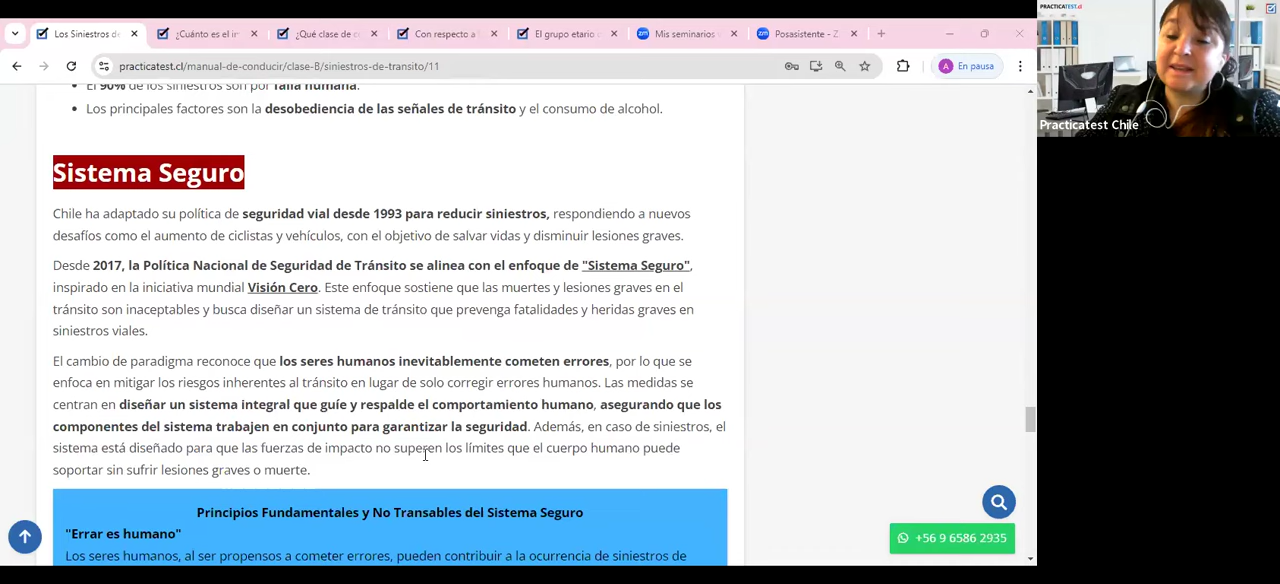 PRACTICATEST.cl
Los Siniestros de
¿Cuánto es el in
¿Qué clase de c
Con respecto a l
El grupo etario c
zm Mis seminarios v
zm Posasistente - Z
practicatest.cl/manual-de-conducir/clase-B/siniestros-de-transito/11
A En pausa
Practicatest Chile
El 90% de los siniestros son por falla humana.
Los principales factores son la desobediencia de las señales de tránsito y el consumo de alcohol.
Sistema Seguro
Chile ha adaptado su política de seguridad vial desde 1993 para reducir siniestros, respondiendo a nuevos
desafíos como el aumento de ciclistas y vehículos, con el objetivo de salvar vidas y disminuir lesiones graves.
Desde 2017, la Política Nacional de Seguridad de Tránsito se alinea con el enfoque de "Sistema Seguro",
inspirado en la iniciativa mundial Visión Cero. Este enfoque sostiene que las muertes y lesiones graves en el
tránsito son inaceptables y busca diseñar un sistema de tránsito que prevenga fatalidades y heridas graves en
siniestros viales.
El cambio de paradigma reconoce que los seres humanos inevitablemente cometen errores, por lo que se
enfoca en mitigar los riesgos inherentes al tránsito en lugar de solo corregir errores humanos. Las medidas se
centran en diseñar un sistema integral que guíe y respalde el comportamiento humano, asegurando que los
componentes del sistema trabajen en conjunto para garantizar la seguridad. Además, en caso de siniestros, el
sistema está diseñado para que las fuerzas de impacto no superen los límites que el cuerpo humano puede
soportar sin sufrir lesiones graves o muerte.
Principios Fundamentales y No Transables del Sistema Seguro
"Errar es humano"
Los seres humanos, al ser propensos a cometer errores, pueden contribuir a la ocurrencia de siniestros de
+56 9 6586 2935